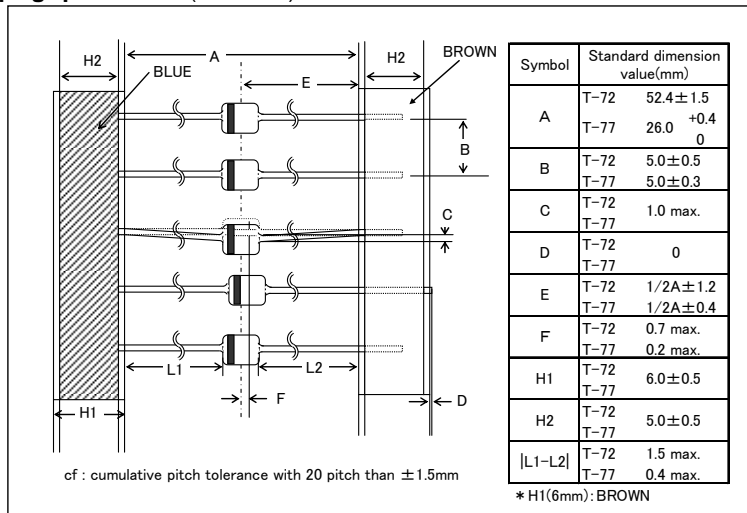 H2
A
H2
BROWN
BLUE
E
B
C
L1
L2
F
H1
D
cf : cumulative pitch tolerance with 20 pitch than ±1.5mm
Symbol Standard dimension value(mm)
A T-72 52.4±1.5
T-77 26.0 +0.4 0
B T-72 5.0±0.5
T-77 5.0±0.3
C T-72 1.0 max.
T-77
D T-72 0
T-77
E T-72 1/2A±1.2
T-77 1/2A±0.4
F T-72 0.7 max.
T-77 0.2 max.
H1 T-72 6.0±0.5
T-77
H2 T-72 5.0±0.5
T-77
|L1-L2| T-72 1.5 max.
T-77 0.4 max.
*H1(6mm):BROWN